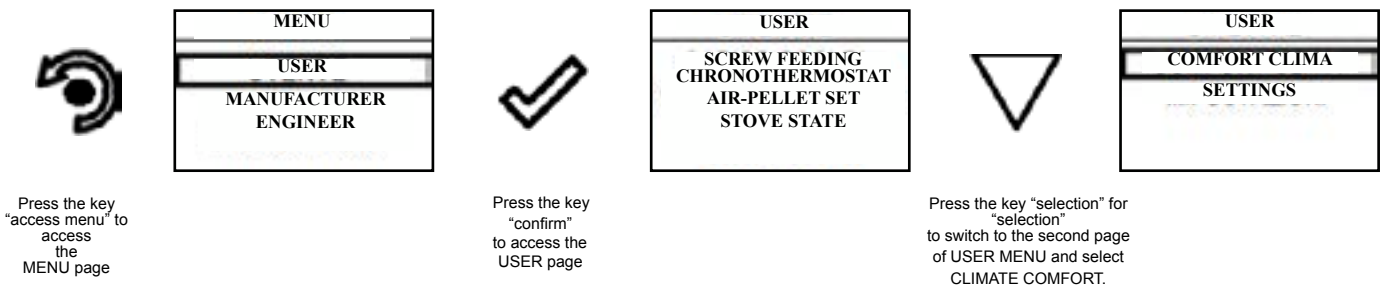 MENU
USER
MANUFACTURER
ENGINEER
USER
SCREW FEEDING
CHRONOTHERMOSTAT
AIR-PELLET SET
STOVE STATE
USER
COMFORT CLIMA
SETTINGS
Press the key
“access menu” to
access
the
MENU page
Press the key
“confirm”
to access the
USER page
Press the key “selection” for
“selection”
to switch to the second page
of USER MENU and select
CLIMATE COMFORT.